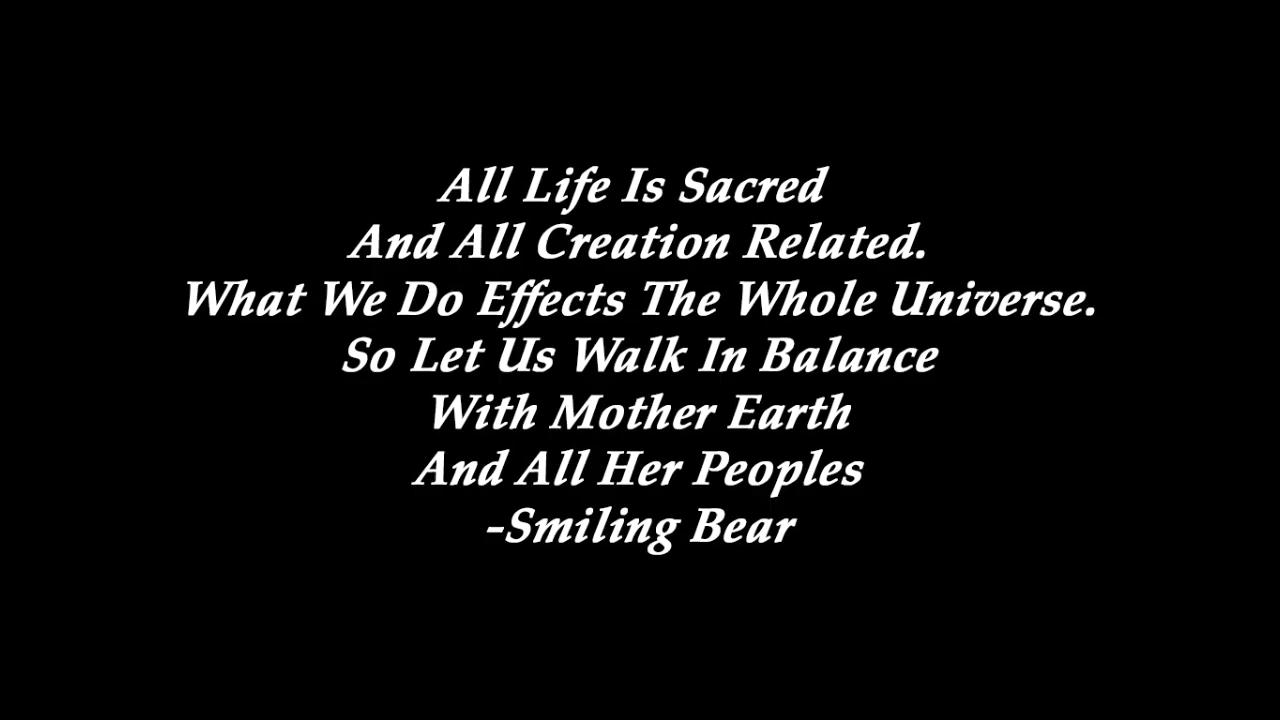 All Life Is Sacred
And All Creation Related.
What We Do Effects The Whole Universe.
So Let Us Walk In Balance
With Mother Earth
And All Her Peoples
-Smiling Bear